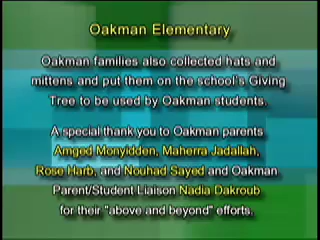 Oakman Elementary
Oakman families also collected hats and
mittens and put them on the school's Giving
Tree to be used by Oakman students.
A special thank you to Oakman parents
Amged Monyidden, Maherra Jadallah,
Rose Harb, and Nouhad Sayed and Oakman
Parent/Student Liaison Nadia Dakroub
for their "above and beyond" efforts.